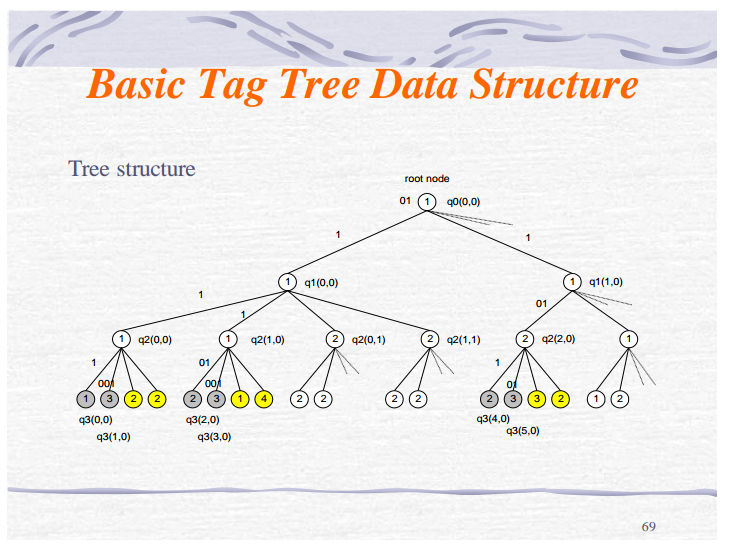 Basic Tag Tree Data Structure
Tree structure
root node
01 1 q0(0,0)
1 1
1 q1(0,0) 1 q1(1,0)
1 1 01
1 q2(0,0) 1 q2(1,0) 2 q2(0,1) 2 q2(1,1) 2 q2(2,0) 1
1 001 01 001 1 01
1 3 2 2 2 3 1 4 2 2 2 2 2 3 3 2 1 2
q3(0,0) q3(2,0) q3(4,0)
q3(1,0) q3(3,0) q3(5,0)
69